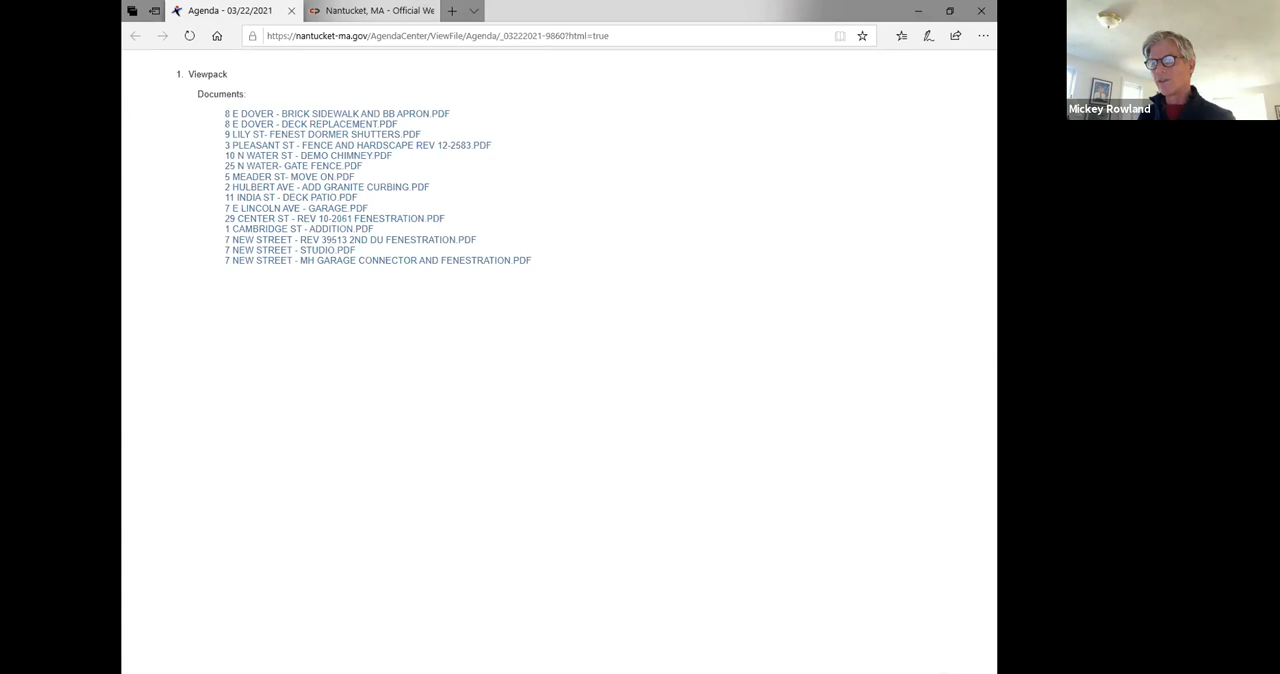 Agenda - 03/22/2021
Nantucket, MA - Official We
https://nantucket-ma.gov/AgendaCenter/ViewFile/Agenda/_03222021-9860?html=true
Mickey Rowland
1. Viewpack
Documents:
8 E DOVER - BRICK SIDEWALK AND BB APRON.PDF
8 E DOVER - DECK REPLACEMENT.PDF
9 LILY ST- FENEST DORMER SHUTTERS.PDF
3 PLEASANT ST - FENCE AND HARDSCAPE REV 12-2583.PDF
10 N WATER ST - DEMO CHIMNEY.PDF
25 N WATER- GATE FENCE.PDF
5 MEADER ST- MOVE ON.PDF
2 HULBERT AVE - ADD GRANITE CURBING.PDF
11 INDIA ST - DECK PATIO.PDF
7 E LINCOLN AVE - GARAGE.PDF
29 CENTER ST - REV 10-2061 FENESTRATION.PDF
1 CAMBRIDGE ST - ADDITION.PDF
7 NEW STREET - REV 39513 2ND DU FENESTRATION.PDF
7 NEW STREET - STUDIO.PDF
7 NEW STREET - MH GARAGE CONNECTOR AND FENESTRATION.PDF